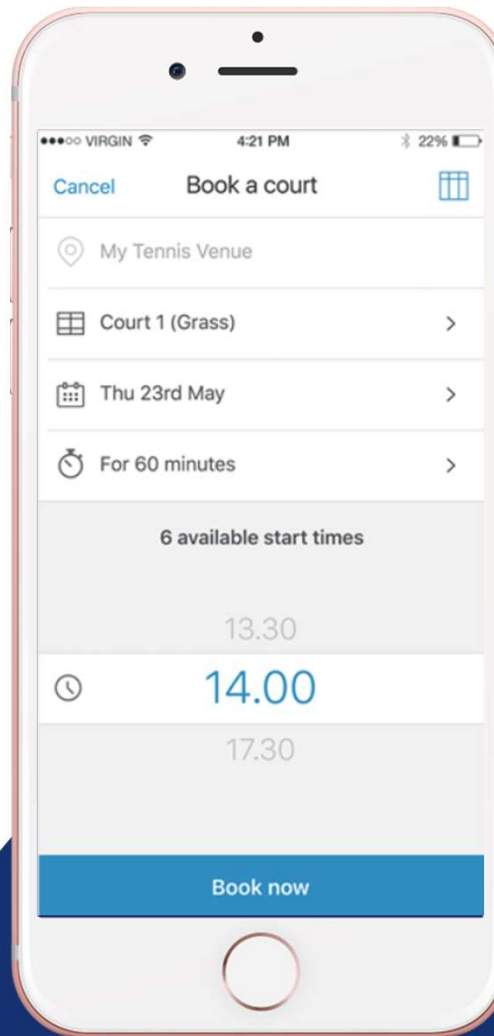 VIRGIN 4:21 PM 22%
Cancel Book a court
My Tennis Venue
Court 1 (Grass)
Thu 23rd May
For 60 minutes
6 available start times
13.30
14.00
17.30
Book now